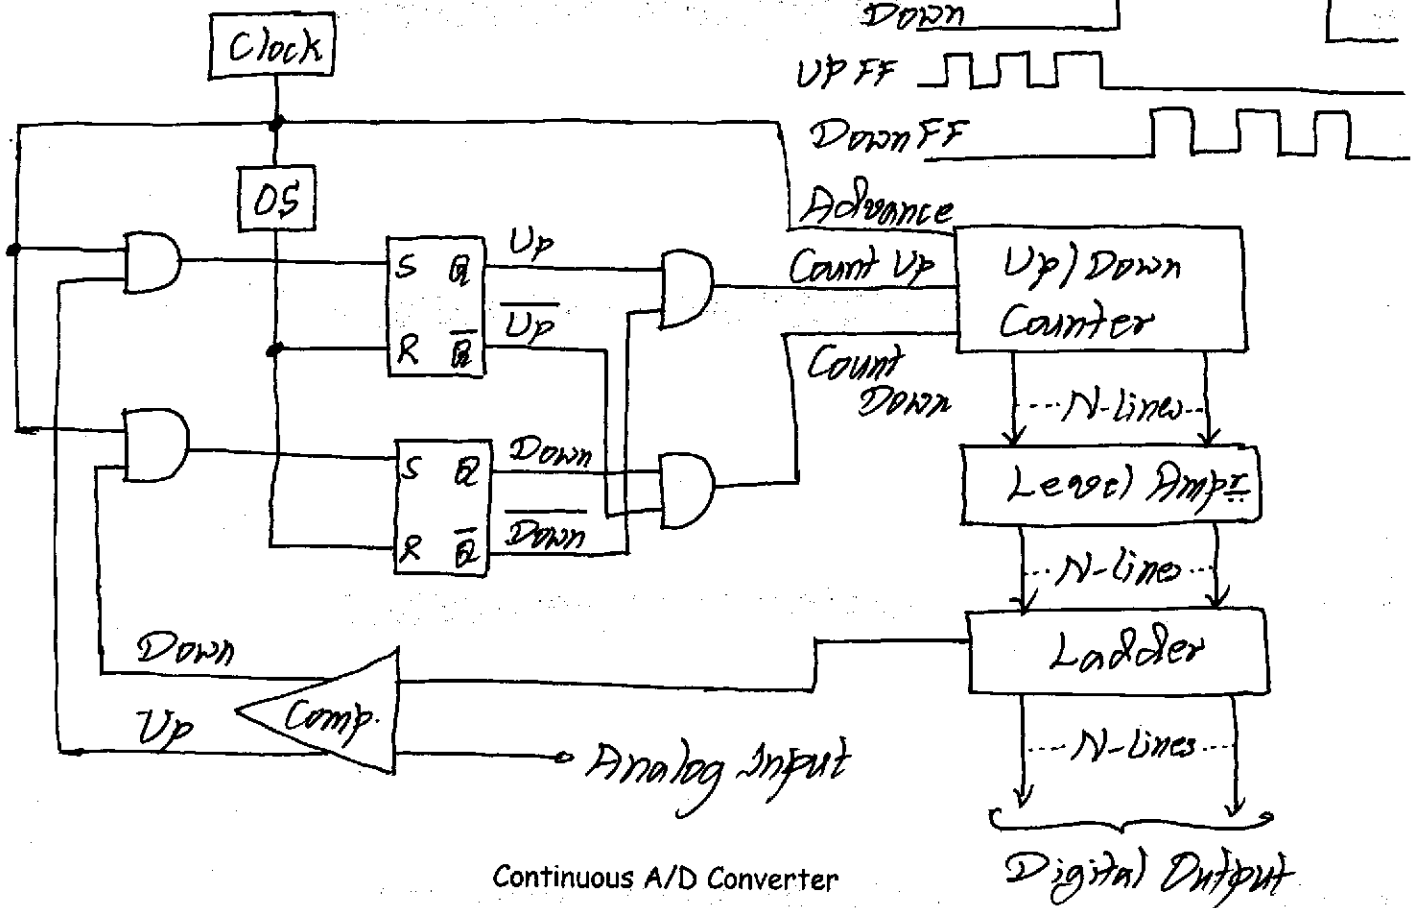 Down
Clock
UP FF
Down FF
OS
Advance
Up
S Q
Count Up
Up/Down
Counter
Up
R Q
Count
Down
N-Lines
S Q
Down
Level Ampr.
Down
R Q
N-Lines
Down
Ladder
Comp.
Up
N-Lines
Analog Input
Continuous A/D Converter
Digital Output